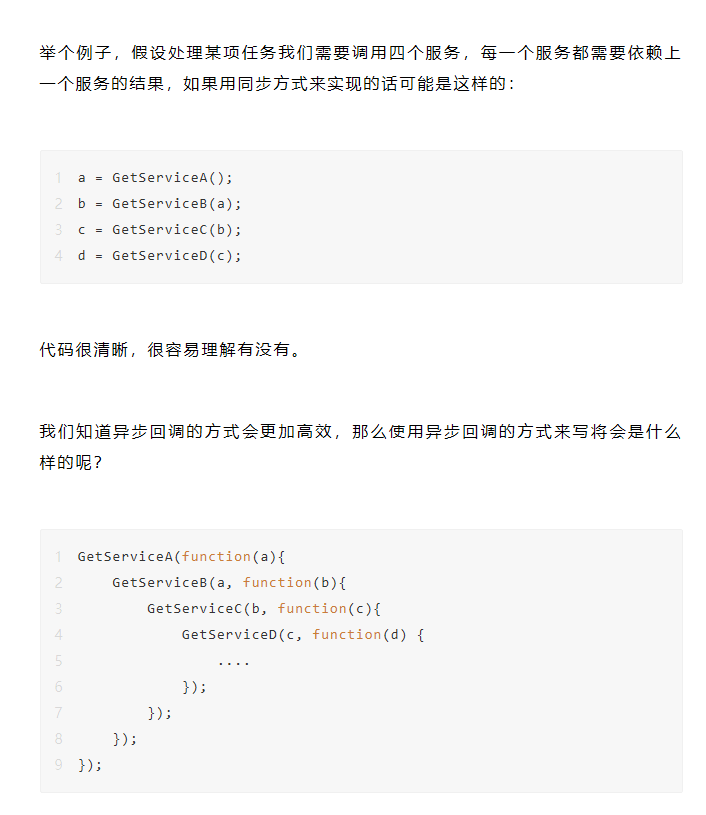 举个例子，假设处理某项任务我们需要调用四个服务，每一个服务都需要依赖上
一个服务的结果，如果用同步方式来实现的话可能是这样的：
1 a = GetServiceA();
2 b = GetServiceB(a);
3 c = GetServiceC(b);
4 d = GetServiceD(c);
代码很清晰，很容易理解有没有。
我们知道异步回调的方式会更加高效，那么使用异步回调的方式来写将会是什么
样的呢？
1 GetServiceA(function(a){
2     GetServiceB(a, function(b){
3         GetServiceC(b, function(c){
4             GetServiceD(c, function(d) {
5                 ....
6             });
7         });
8     });
9 });